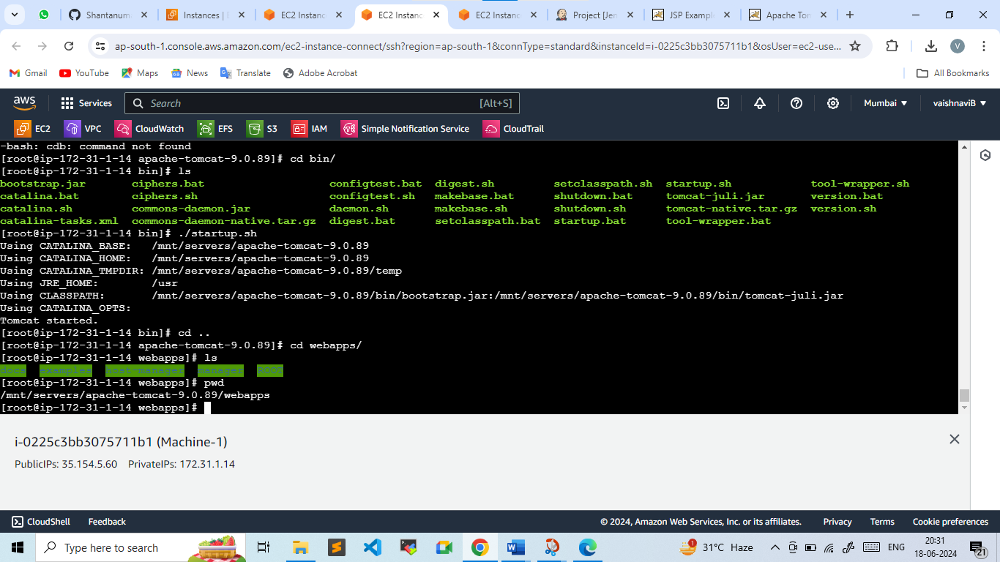 Shantanum
Instances | E
EC2 Instanc
EC2 Instanc
EC2 Instanc
Project [Jen
JSP Exampl
Apache Tom
ap-south-1.console.aws.amazon.com/ec2-instance-connect/ssh?region=ap-south-1&connType=standard&instanceId=i-0225c3bb3075711b1&osUser=ec2-use...
V
Gmail YouTube Maps News Translate Adobe Acrobat All Bookmarks
aws Services Search [Alt+S] Mumbai vaishnaviB
EC2 VPC CloudWatch EFS S3 IAM Simple Notification Service CloudTrail
-bash: cdb: command not found
[root@ip-172-31-1-14 apache-tomcat-9.0.89]# cd bin/
[root@ip-172-31-1-14 bin]# ls
bootstrap.jar ciphers.bat configtest.bat digest.sh setclasspath.sh startup.sh tool-wrapper.sh
catalina.bat ciphers.sh configtest.sh makebase.bat shutdown.bat tomcat-juli.jar version.bat
catalina.sh commons-daemon.jar daemon.sh makebase.sh shutdown.sh tomcat-native.tar.gz version.sh
catalina-tasks.xml commons-daemon-native.tar.gz digest.bat setclasspath.bat startup.bat tool-wrapper.bat
[root@ip-172-31-1-14 bin]# ./startup.sh
Using CATALINA_BASE: /mnt/servers/apache-tomcat-9.0.89
Using CATALINA_HOME: /mnt/servers/apache-tomcat-9.0.89
Using CATALINA_TMPDIR: /mnt/servers/apache-tomcat-9.0.89/temp
Using JRE_HOME: /usr
Using CLASSPATH: /mnt/servers/apache-tomcat-9.0.89/bin/bootstrap.jar:/mnt/servers/apache-tomcat-9.0.89/bin/tomcat-juli.jar
Using CATALINA_OPTS:
Tomcat started.
[root@ip-172-31-1-14 bin]# cd ..
[root@ip-172-31-1-14 apache-tomcat-9.0.89]# cd webapps/
[root@ip-172-31-1-14 webapps]# ls
docs examples host-manager manager ROOT
[root@ip-172-31-1-14 webapps]# pwd
/mnt/servers/apache-tomcat-9.0.89/webapps
[root@ip-172-31-1-14 webapps]#
i-0225c3bb3075711b1 (Machine-1)
PublicIPs: 35.154.5.60 PrivateIPs: 172.31.1.14
CloudShell Feedback © 2024, Amazon Web Services, Inc. or its affiliates. Privacy Terms Cookie preferences
Type here to search 1 31°C Haze ENG 20:31
18-06-2024 21